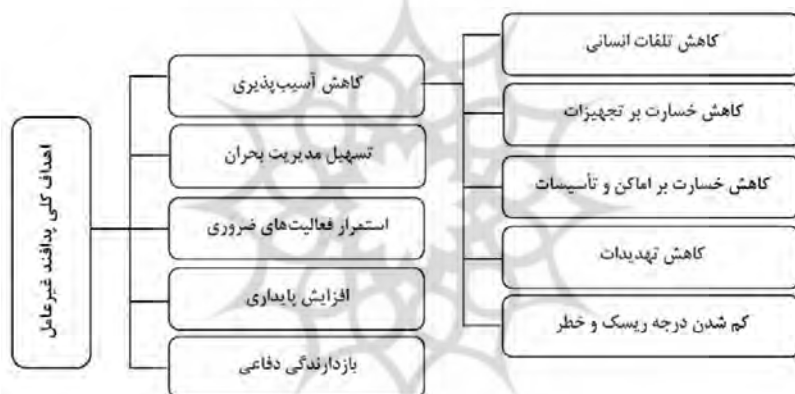 اهداف کلی پدافند غیرعامل
کاهش آسیب‌پذیری
تسهیل مدیریت بحران
استمرار فعالیت‌های ضروری
افزایش پایداری
بازدارندگی دفاعی
کاهش تلفات انسانی
کاهش خسارت بر تجهیزات
کاهش خسارت بر اماکن و تأسیسات
کاهش تهدیدات
کم شدن درجه ریسک و خطر